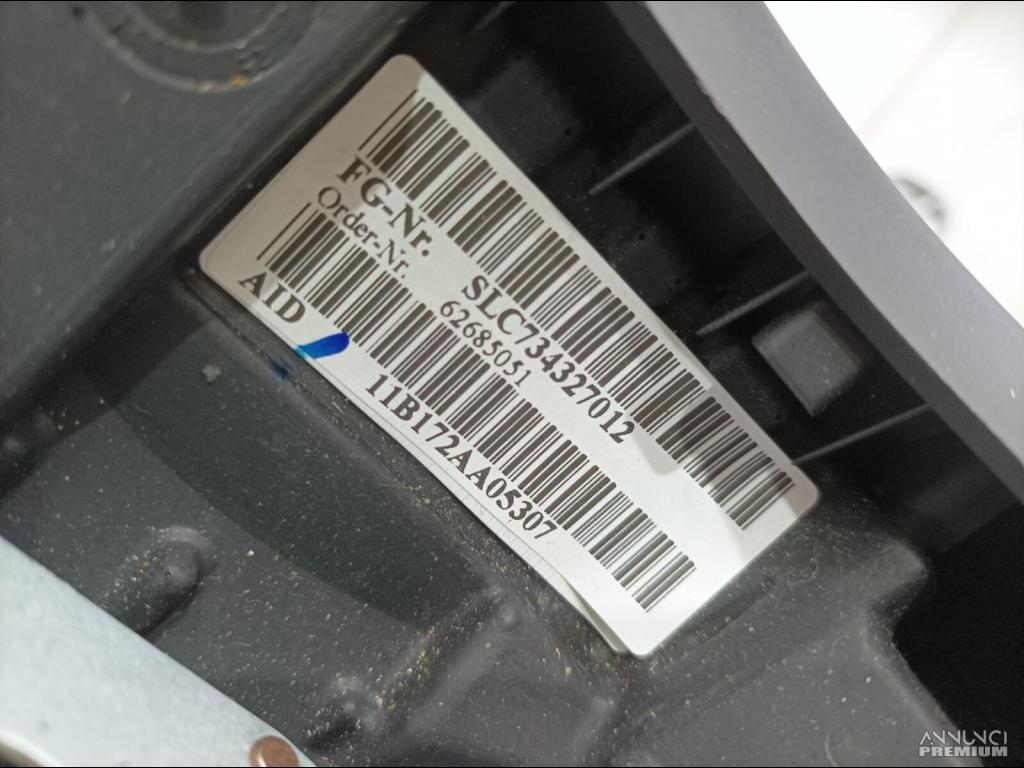 FG-Nr. SLC734327012
Order-Nr. 62685051
AID 11B172AA05307
ANNUNCI
PREMIUM